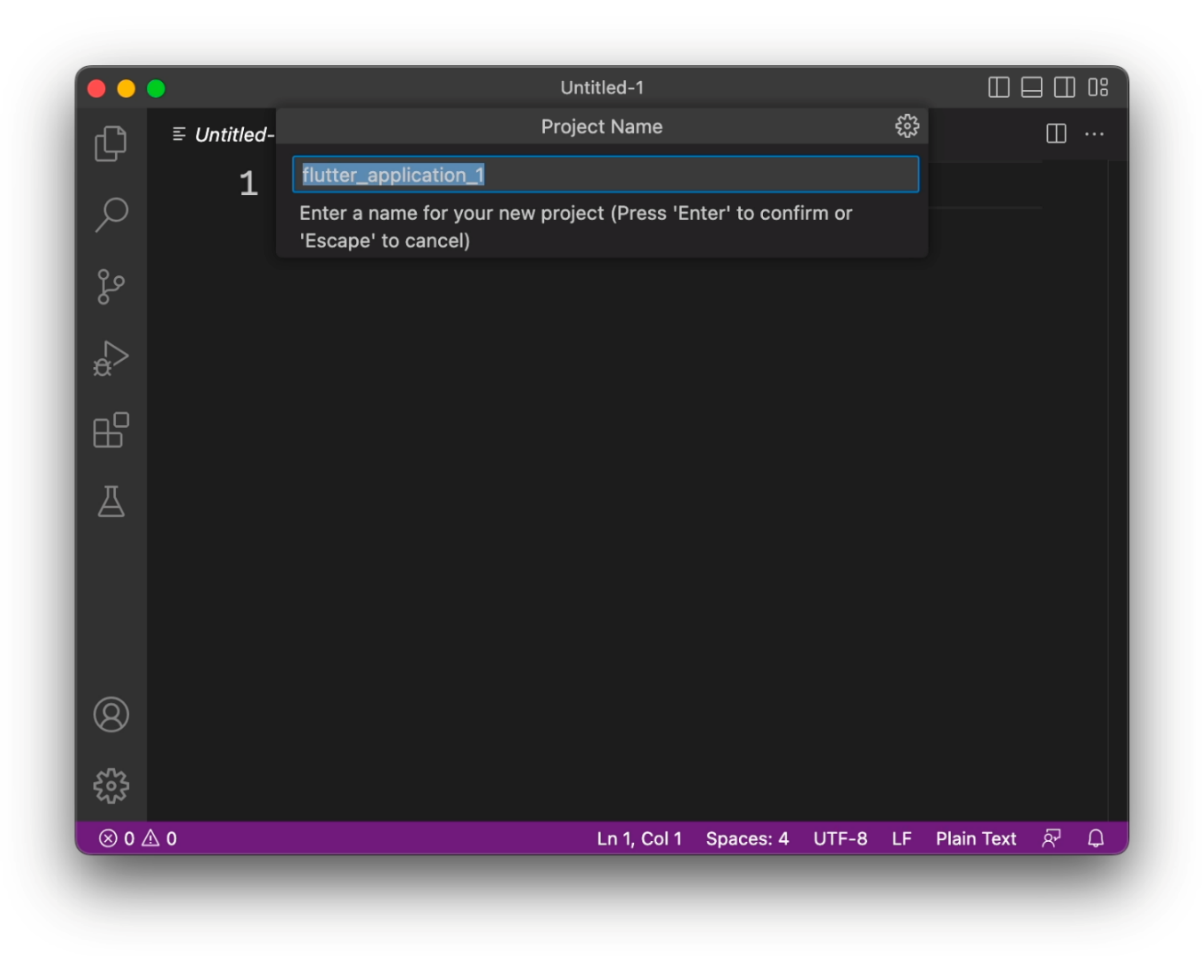 Untitled-1
Project Name
Untitled-
1
flutter_application_1
Enter a name for your new project (Press 'Enter' to confirm or
'Escape' to cancel)
0 0 Ln 1, Col 1 Spaces: 4 UTF-8 LF Plain Text